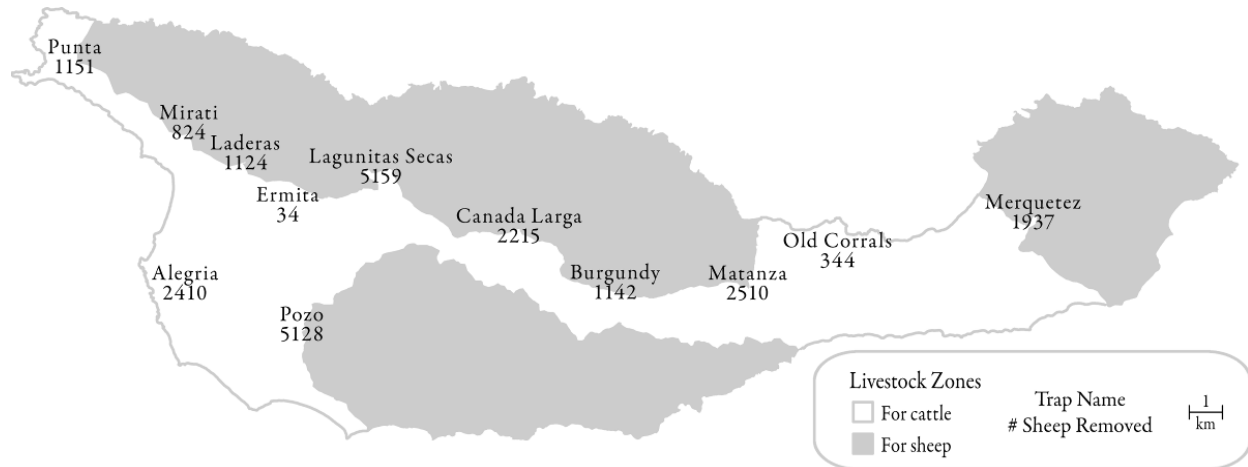 Punta
1151
Mirati
824
Laderas
1124
Lagunitas Secas
5159
Ermita
34
Canada Larga
2215
Merquetez
1937
Old Corrals
344
Alegria
2410
Burgundy
1142
Matanza
2510
Pozo
5128
Livestock Zones
For cattle
For sheep
Trap Name
# Sheep Removed
1
km